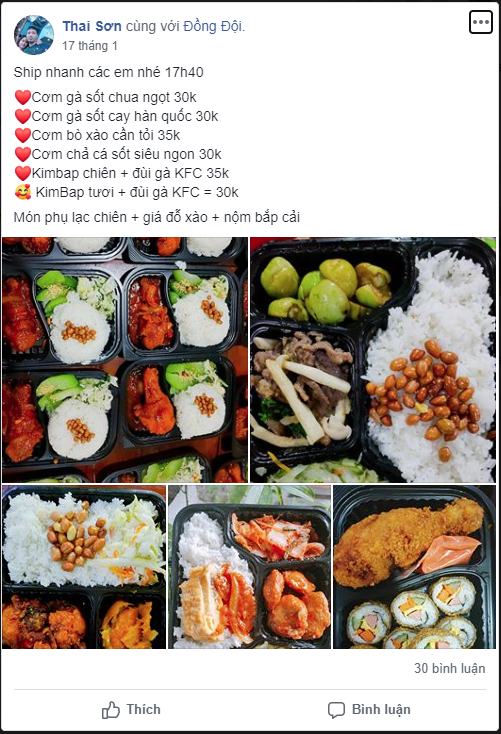 Thai Sơn cùng với Đồng Đội.
17 tháng 1
Ship nhanh các em nhé 17h40
❤️Cơm gà sốt chua ngọt 30k
❤️Cơm gà sốt cay hàn quốc 30k
❤️Cơm bò xào cần tỏi 35k
❤️Cơm chả cá sốt siêu ngon 30k
❤️Kimbap chiên + đùi gà KFC 35k
🥰 KimBap tươi + đùi gà KFC = 30k
Món phụ lạc chiên + giá đỗ xào + nộm bắp cải
30 bình luận
Thích
Bình luận